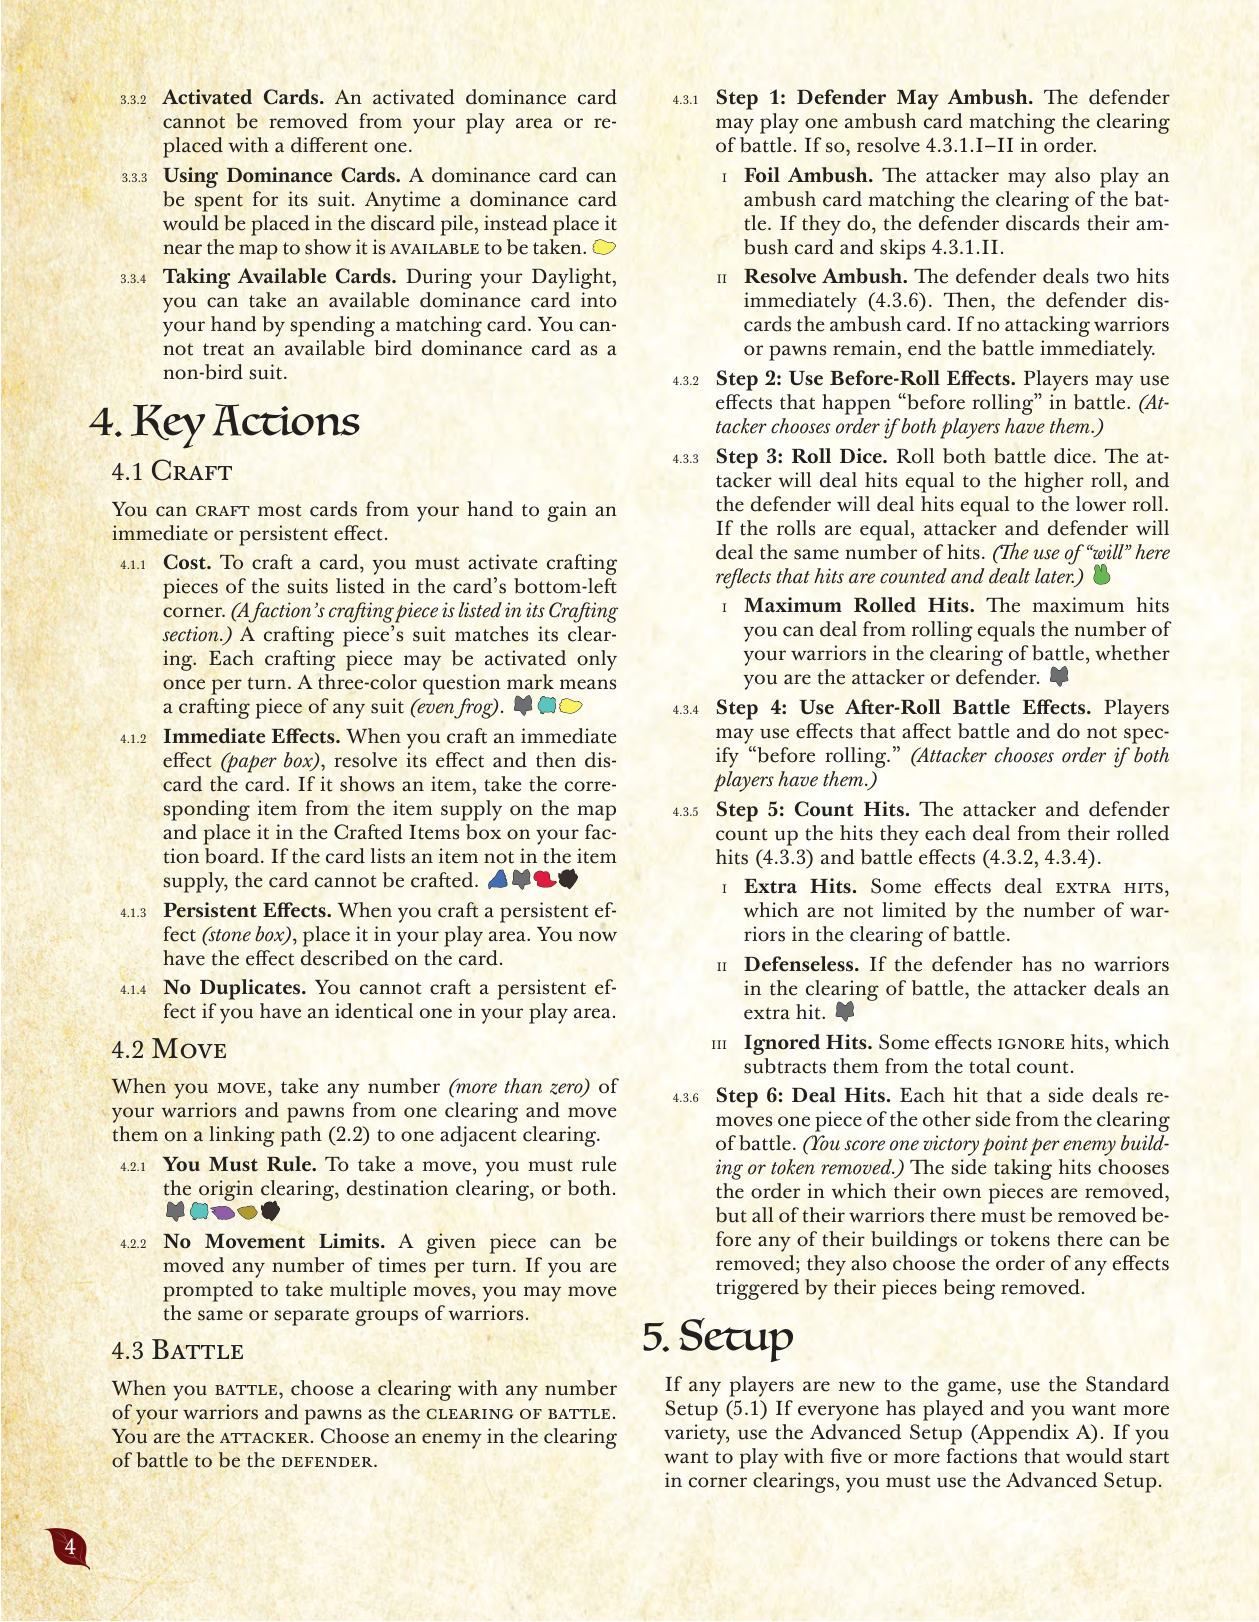 3.3.2 Activated Cards. An activated dominance card
cannot be removed from your play area or re-
placed with a different one.
3.3.3 Using Dominance Cards. A dominance card can
be spent for its suit. Anytime a dominance card
would be placed in the discard pile, instead place it
near the map to show it is AVAILABLE to be taken.
3.3.4 Taking Available Cards. During your Daylight,
you can take an available dominance card into
your hand by spending a matching card. You can-
not treat an available bird dominance card as a
non-bird suit.
4. Key Actions
4.1 CRAFT
You can CRAFT most cards from your hand to gain an
immediate or persistent effect.
4.1.1 Cost. To craft a card, you must activate crafting
pieces of the suits listed in the card's bottom-left
corner. (A faction's crafting piece is listed in its Crafting
section.) A crafting piece's suit matches its clear-
ing. Each crafting piece may be activated only
once per turn. A three-color question mark means
a crafting piece of any suit (even frog).
4.1.2 Immediate Effects. When you craft an immediate
effect (paper box), resolve its effect and then dis-
card the card. If it shows an item, take the corre-
sponding item from the item supply on the map
and place it in the Crafted Items box on your fac-
tion board. If the card lists an item not in the item
supply, the card cannot be crafted.
4.1.3 Persistent Effects. When you craft a persistent ef-
fect (stone box), place it in your play area. You now
have the effect described on the card.
4.1.4 No Duplicates. You cannot craft a persistent ef-
fect if you have an identical one in your play area.
4.2 MOVE
When you MOVE, take any number (more than zero) of
your warriors and pawns from one clearing and move
them on a linking path (2.2) to one adjacent clearing.
4.2.1 You Must Rule. To take a move, you must rule
the origin clearing, destination clearing, or both.
4.2.2 No Movement Limits. A given piece can be
moved any number of times per turn. If you are
prompted to take multiple moves, you may move
the same or separate groups of warriors.
4.3 BATTLE
When you BATTLE, choose a clearing with any number
of your warriors and pawns as the CLEARING OF BATTLE.
You are the ATTACKER. Choose an enemy in the clearing
of battle to be the DEFENDER.
4.3.1 Step 1: Defender May Ambush. The defender
may play one ambush card matching the clearing
of battle. If so, resolve 4.3.1.I–II in order.
I Foil Ambush. The attacker may also play an
ambush card matching the clearing of the bat-
tle. If they do, the defender discards their am-
bush card and skips 4.3.1.II.
II Resolve Ambush. The defender deals two hits
immediately (4.3.6). Then, the defender dis-
cards the ambush card. If no attacking warriors
or pawns remain, end the battle immediately.
4.3.2 Step 2: Use Before-Roll Effects. Players may use
effects that happen “before rolling” in battle. (At-
tacker chooses order if both players have them.)
4.3.3 Step 3: Roll Dice. Roll both battle dice. The at-
tacker will deal hits equal to the higher roll, and
the defender will deal hits equal to the lower roll.
If the rolls are equal, attacker and defender will
deal the same number of hits. (The use of “will” here
reflects that hits are counted and dealt later.)
I Maximum Rolled Hits. The maximum hits
you can deal from rolling equals the number of
your warriors in the clearing of battle, whether
you are the attacker or defender.
4.3.4 Step 4: Use After-Roll Battle Effects. Players
may use effects that affect battle and do not spec-
ify “before rolling.” (Attacker chooses order if both
players have them.)
4.3.5 Step 5: Count Hits. The attacker and defender
count up the hits they each deal from their rolled
hits (4.3.3) and battle effects (4.3.2, 4.3.4).
I Extra Hits. Some effects deal EXTRA HITS,
which are not limited by the number of war-
riors in the clearing of battle.
II Defenseless. If the defender has no warriors
in the clearing of battle, the attacker deals an
extra hit.
III Ignored Hits. Some effects IGNORE hits, which
subtracts them from the total count.
4.3.6 Step 6: Deal Hits. Each hit that a side deals re-
moves one piece of the other side from the clearing
of battle. (You score one victory point per enemy build-
ing or token removed.) The side taking hits chooses
the order in which their own pieces are removed,
but all of their warriors there must be removed be-
fore any of their buildings or tokens there can be
removed; they also choose the order of any effects
triggered by their pieces being removed.
5. Setup
If any players are new to the game, use the Standard
Setup (5.1) If everyone has played and you want more
variety, use the Advanced Setup (Appendix A). If you
want to play with five or more factions that would start
in corner clearings, you must use the Advanced Setup.
4